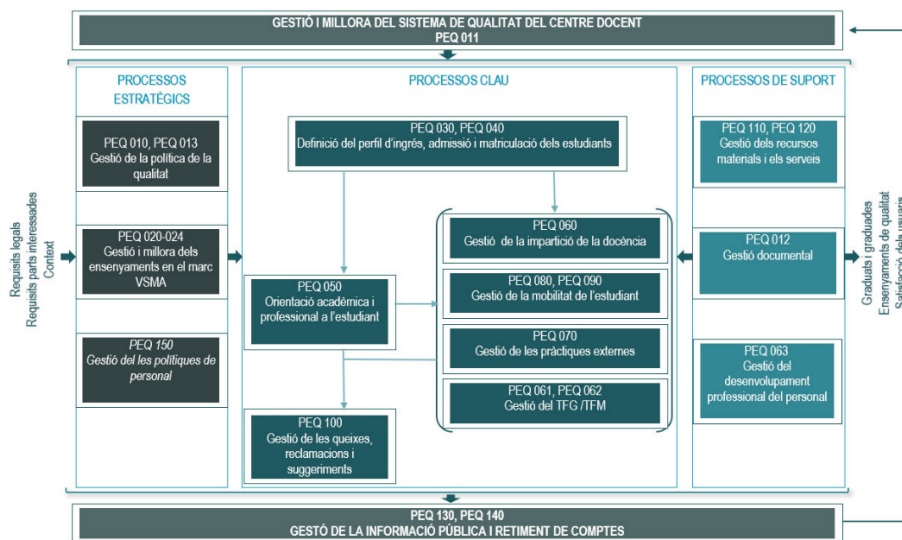 GESTIÓ I MILLORA DEL SISTEMA DE QUALITAT DEL CENTRE DOCENT
PEQ 011
PROCESSOS
ESTRATÈGICS
PEQ 010, PEQ 013
Gestió de la política de la
qualitat
PEQ 020-024
Gestió i millora dels
ensenyaments en el marc
VSMA
PEQ 150
Gestió del les polítiques de
personal
Requisits legals
Requisits parts interessades
Context
PROCESSOS CLAU
PEQ 030, PEQ 040
Definició del perfil d'ingrés, admissió i matriculació dels estudiants
PEQ 050
Orientació acadèmica i
professional a l'estudiant
PEQ 100
Gestió de les queixes,
reclamacions i
suggeriments
PEQ 060
Gestió de la impartició de la docència
PEQ 080, PEQ 090
Gestió de la mobilitat de l'estudiant
PEQ 070
Gestió de les pràctiques externes
PEQ 061, PEQ 062
Gestió del TFG /TFM
PROCESSOS DE SUPORT
PEQ 110, PEQ 120
Gestió dels recursos
materials i els serveis
PEQ 012
Gestió documental
PEQ 063
Gestió del
desenvolupament
professional del personal
Graduats i graduades
Ensenyaments de qualitat
Satisfacció dels usuaris
PEQ 130, PEQ 140
GESTÓ DE LA INFORMACIÓ PÚBLICA I RETIMENT DE COMPTES